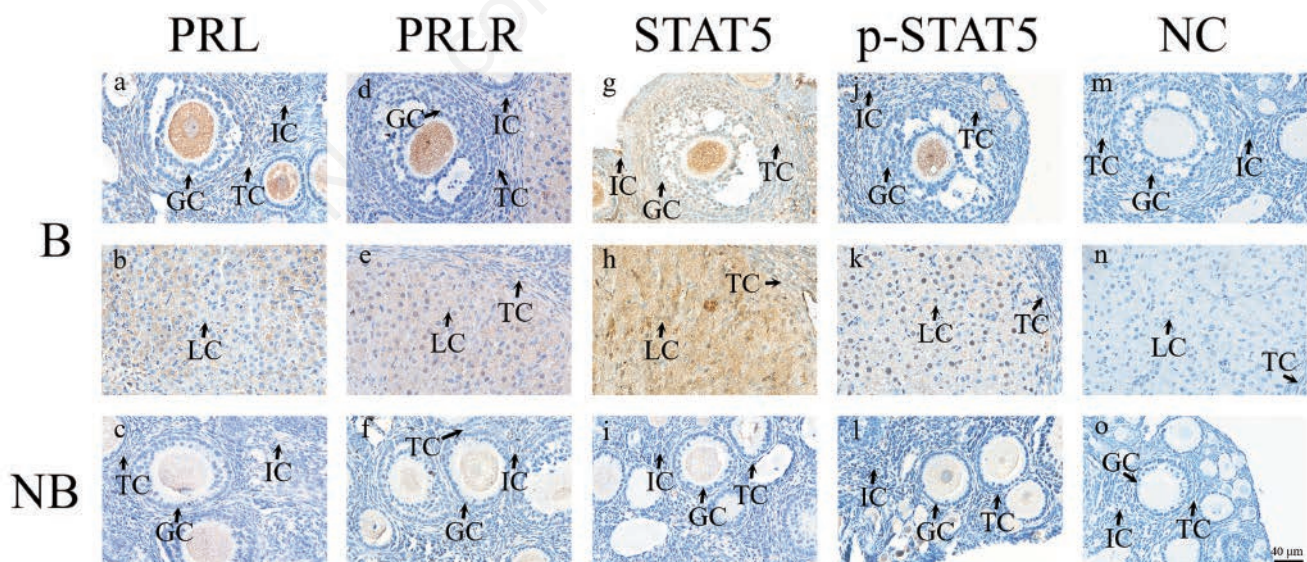 PRL PRLR STAT5 p-STAT5 NC
B
a IC GC TC
d GC IC TC
g IC GC TC
j IC TC GC
m TC IC GC
b LC
e TC LC
h TC LC
k LC TC
n LC TC
NB
c TC IC GC
f TC IC GC
i IC TC GC
l IC GC TC
o GC IC TC
40 μm